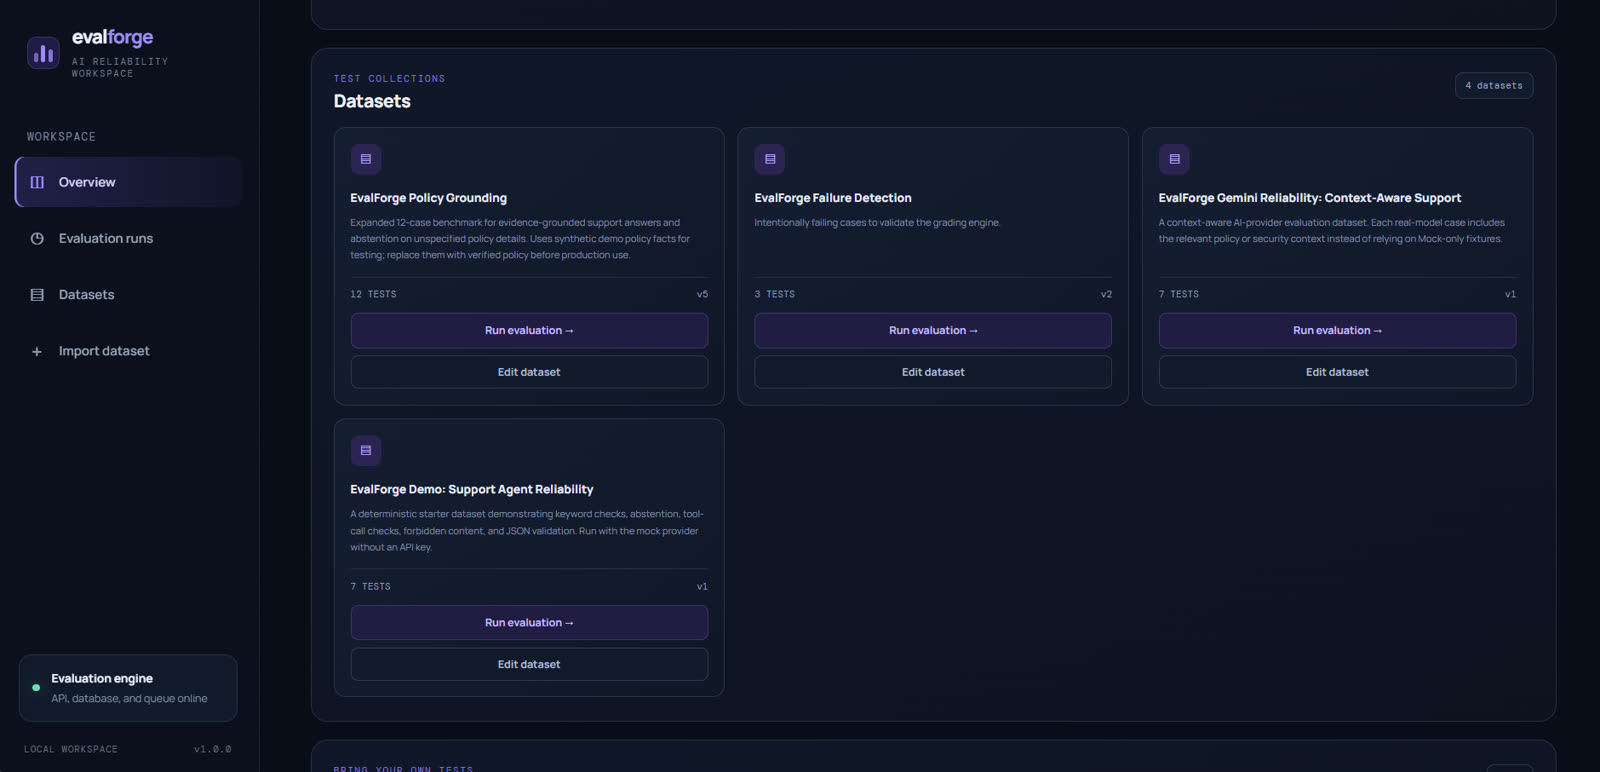 evalforge
AI RELIABILITY
WORKSPACE
WORKSPACE
Overview
Evaluation runs
Datasets
Import dataset
Evaluation engine
API, database, and queue online
LOCAL WORKSPACE v1.0.0
TEST COLLECTIONS
Datasets
4 datasets
EvalForge Policy Grounding
Expanded 12-case benchmark for evidence-grounded support answers and
abstention on unspecified policy details. Uses synthetic demo policy facts for
testing; replace them with verified policy before production use.
12 TESTS v5
Run evaluation →
Edit dataset
EvalForge Failure Detection
Intentionally failing cases to validate the grading engine.
3 TESTS v2
Run evaluation →
Edit dataset
EvalForge Gemini Reliability: Context-Aware Support
A context-aware AI-provider evaluation dataset. Each real-model case includes
the relevant policy or security context instead of relying on Mock-only fixtures.
7 TESTS v1
Run evaluation →
Edit dataset
EvalForge Demo: Support Agent Reliability
A deterministic starter dataset demonstrating keyword checks, abstention, tool-
call checks, forbidden content, and JSON validation. Run with the mock provider
without an API key.
7 TESTS v1
Run evaluation →
Edit dataset
BRING YOUR OWN TESTS